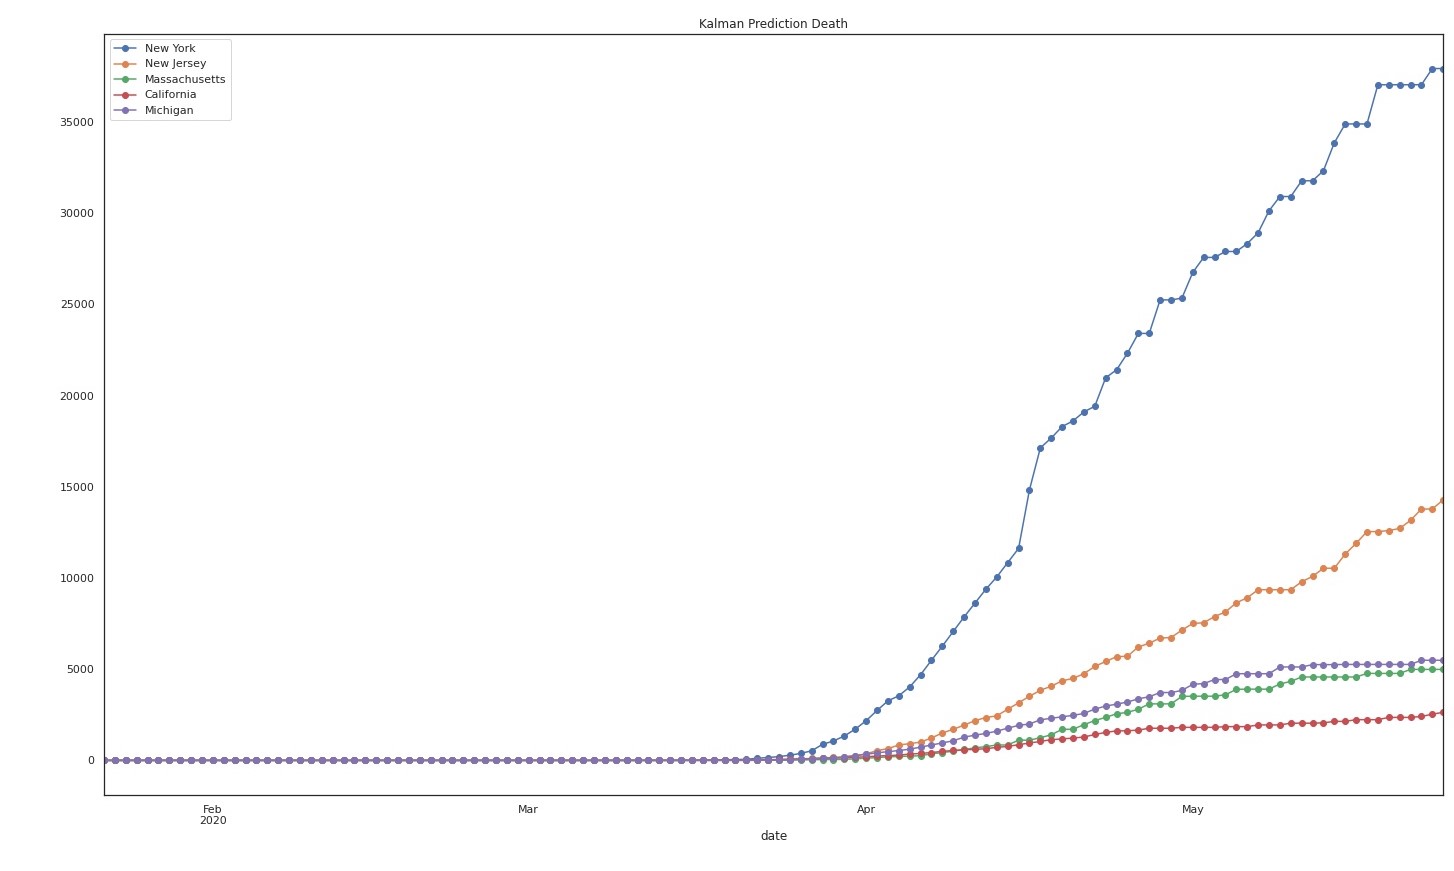 Kalman Prediction Death
New York
New Jersey
Massachusetts
California
Michigan
35000
30000
25000
20000
15000
10000
5000
0
Feb
2020
Mar
Apr
May
date